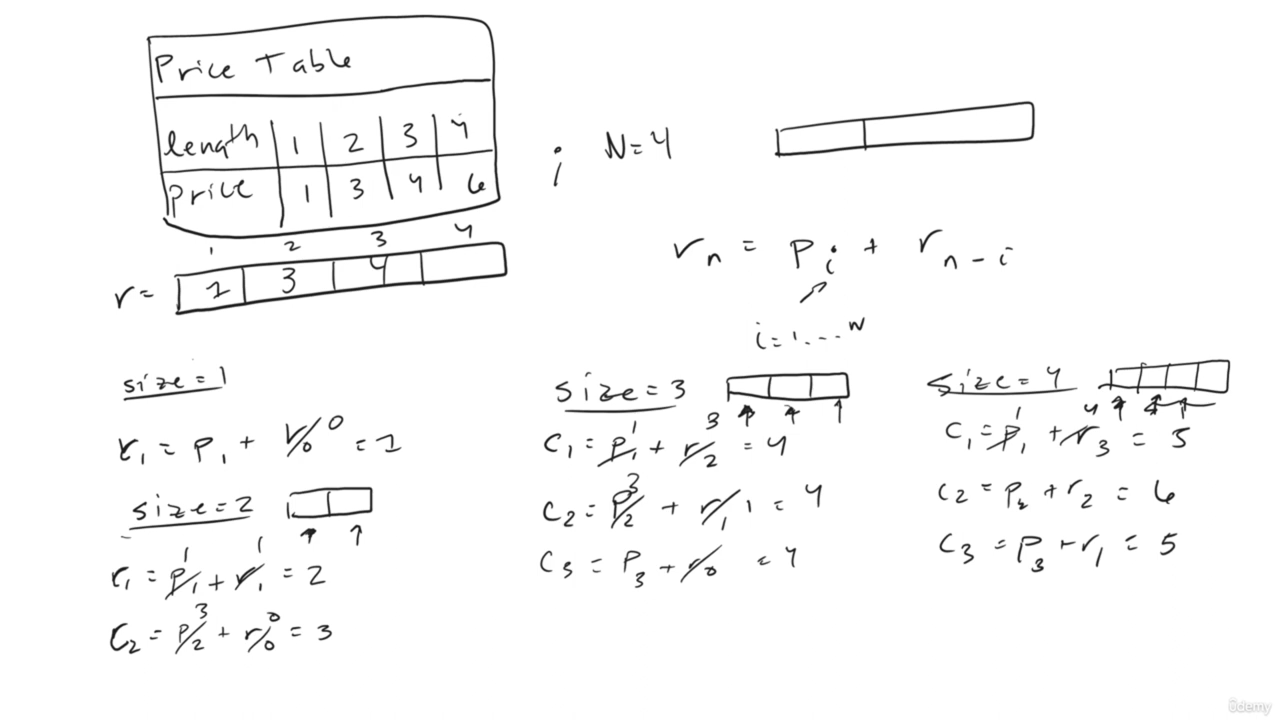 Price Table
length 1 2 3 4
Price 1 3 4 6
; N=4
1 2 3 4
r= 1 3 4
rn = Pi + rn-i
i=1....N
size=1
r1 = P1 + r0 0 = 1
size=2
r1 = P1 1 + r1 1 = 2
C2 = P2 3 + r0 0 = 3
size=3
C1 = P1 1 + r2 3 = 4
C2 = P2 3 + r1 1 = 4
C3 = P3 + r0 = 4
size=4
C1 = P1 1 + r3 4 = 5
C2 = P2 + r2 = 6
C3 = P3 + r1 = 5
ûdemy